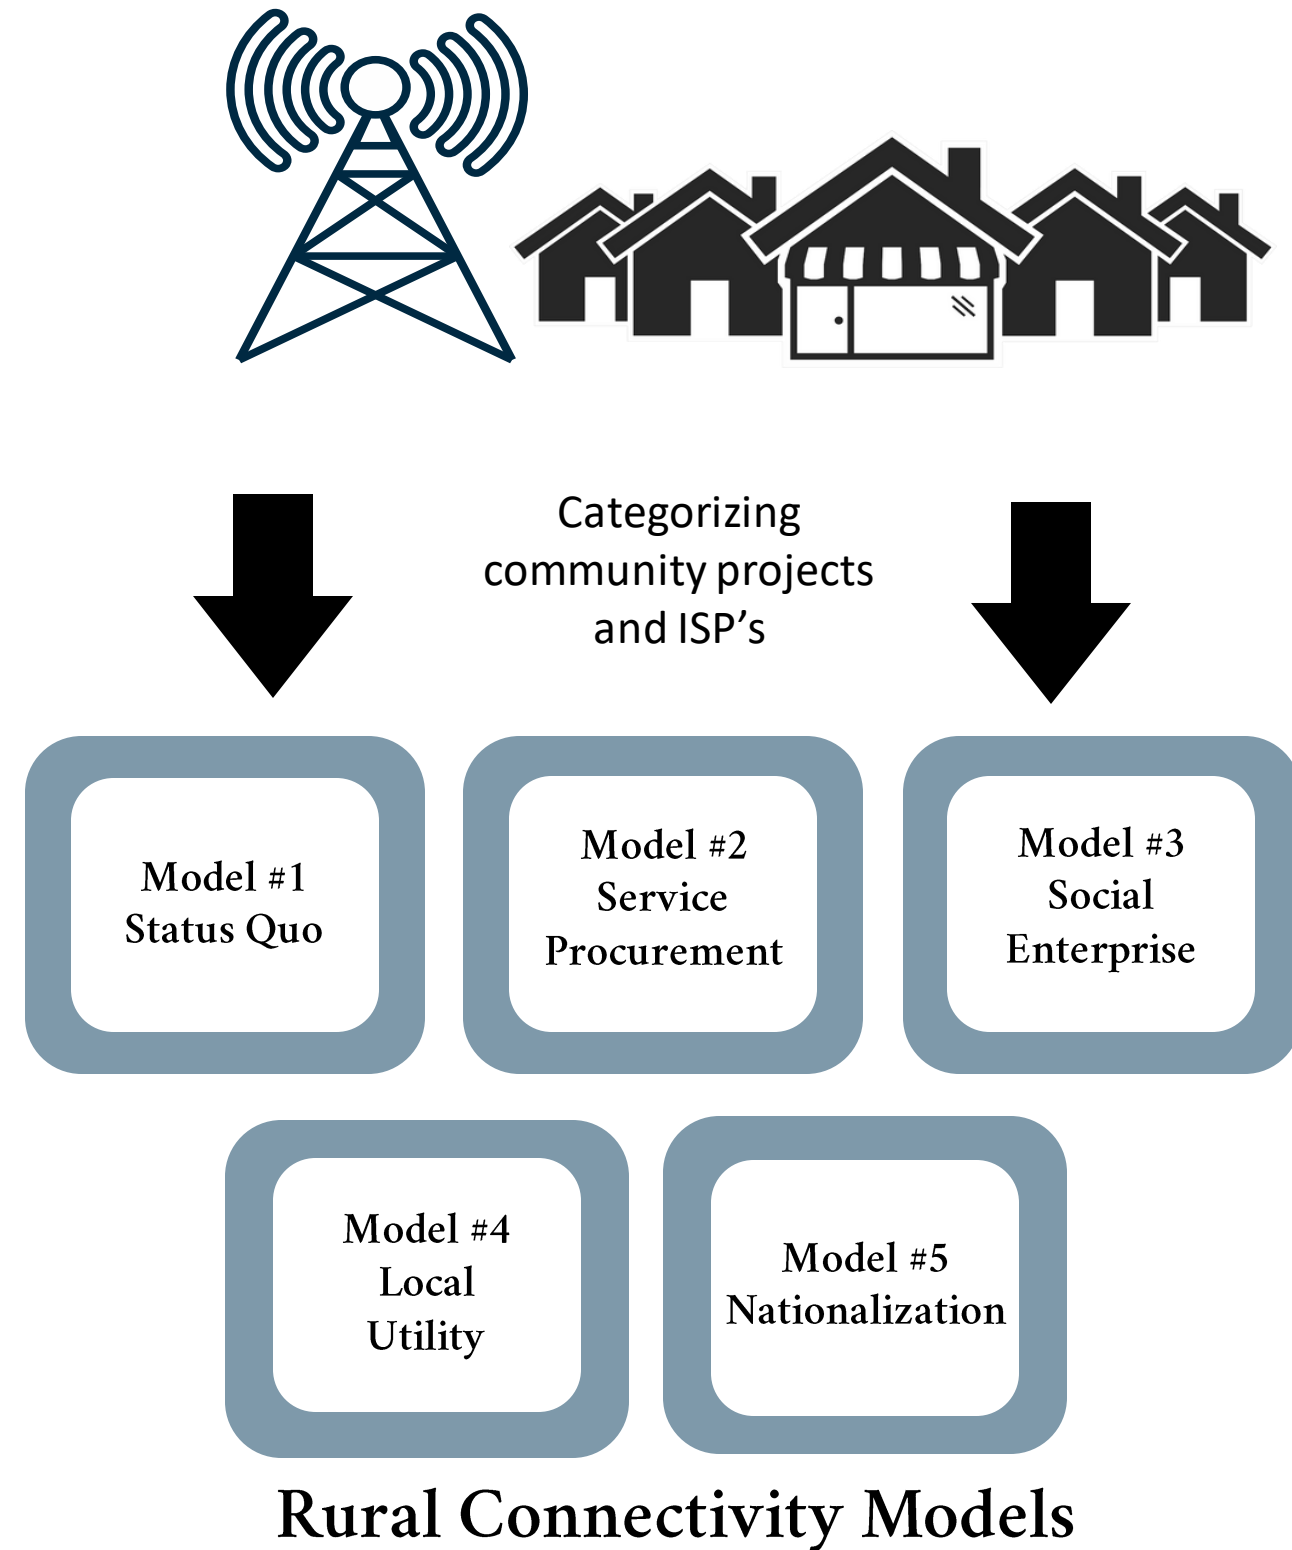 Categorizing
community projects
and ISP’s
Model #1
Status Quo
Model #2
Service
Procurement
Model #3
Social
Enterprise
Model #4
Local
Utility
Model #5
Nationalization
Rural Connectivity Models